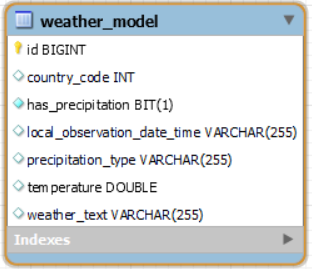 weather_model
id BIGINT
country_code INT
has_precipitation BIT(1)
local_observation_date_time VARCHAR(255)
precipitation_type VARCHAR(255)
temperature DOUBLE
weather_text VARCHAR(255)
Indexes